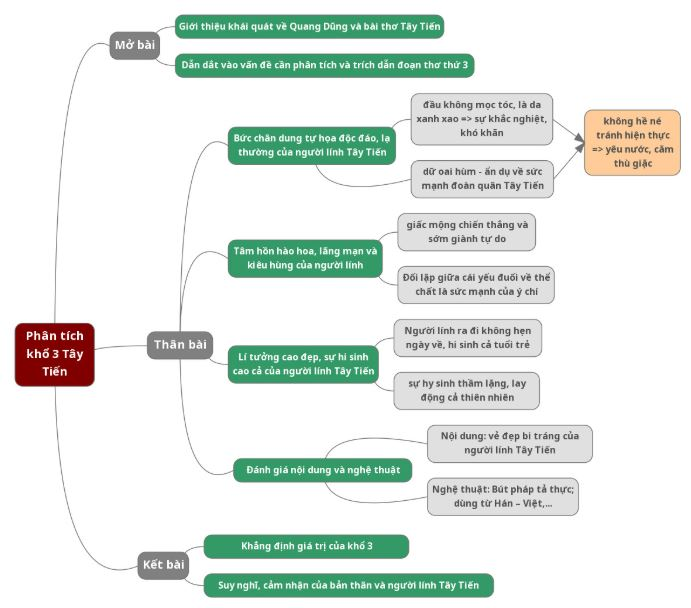 Phân tích
khổ 3 Tây
Tiến
Mở bài
Giới thiệu khái quát về Quang Dũng và bài thơ Tây Tiến
Dẫn dắt vào vấn đề cần phân tích và trích dẫn đoạn thơ thứ 3
Thân bài
Bức chân dung tự họa độc đáo, lạ
thường của người lính Tây Tiến
đầu không mọc tóc, là da
xanh xao => sự khắc nghiệt,
khó khăn
dữ oai hùm - ẩn dụ về sức
mạnh đoàn quân Tây Tiến
không hề né
tránh hiện thực
=> yêu nước, căm
thù giặc
Tâm hồn hào hoa, lãng mạn và
kiêu hùng của người lính
giấc mộng chiến thắng và
sớm giành tự do
Đối lập giữa cái yếu đuối về thể
chất là sức mạnh của ý chí
Lí tưởng cao đẹp, sự hi sinh
cao cả của người lính Tây Tiến
Người lính ra đi không hẹn
ngày về, hi sinh cả tuổi trẻ
sự hy sinh thầm lặng, lay
động cả thiên nhiên
Đánh giá nội dung và nghệ thuật
Nội dung: vẻ đẹp bi tráng của
người lính Tây Tiến
Nghệ thuật: Bút pháp tả thực;
dùng từ Hán – Việt,...
Kết bài
Khẳng định giá trị của khổ 3
Suy nghĩ, cảm nhận của bản thân và người lính Tây Tiến